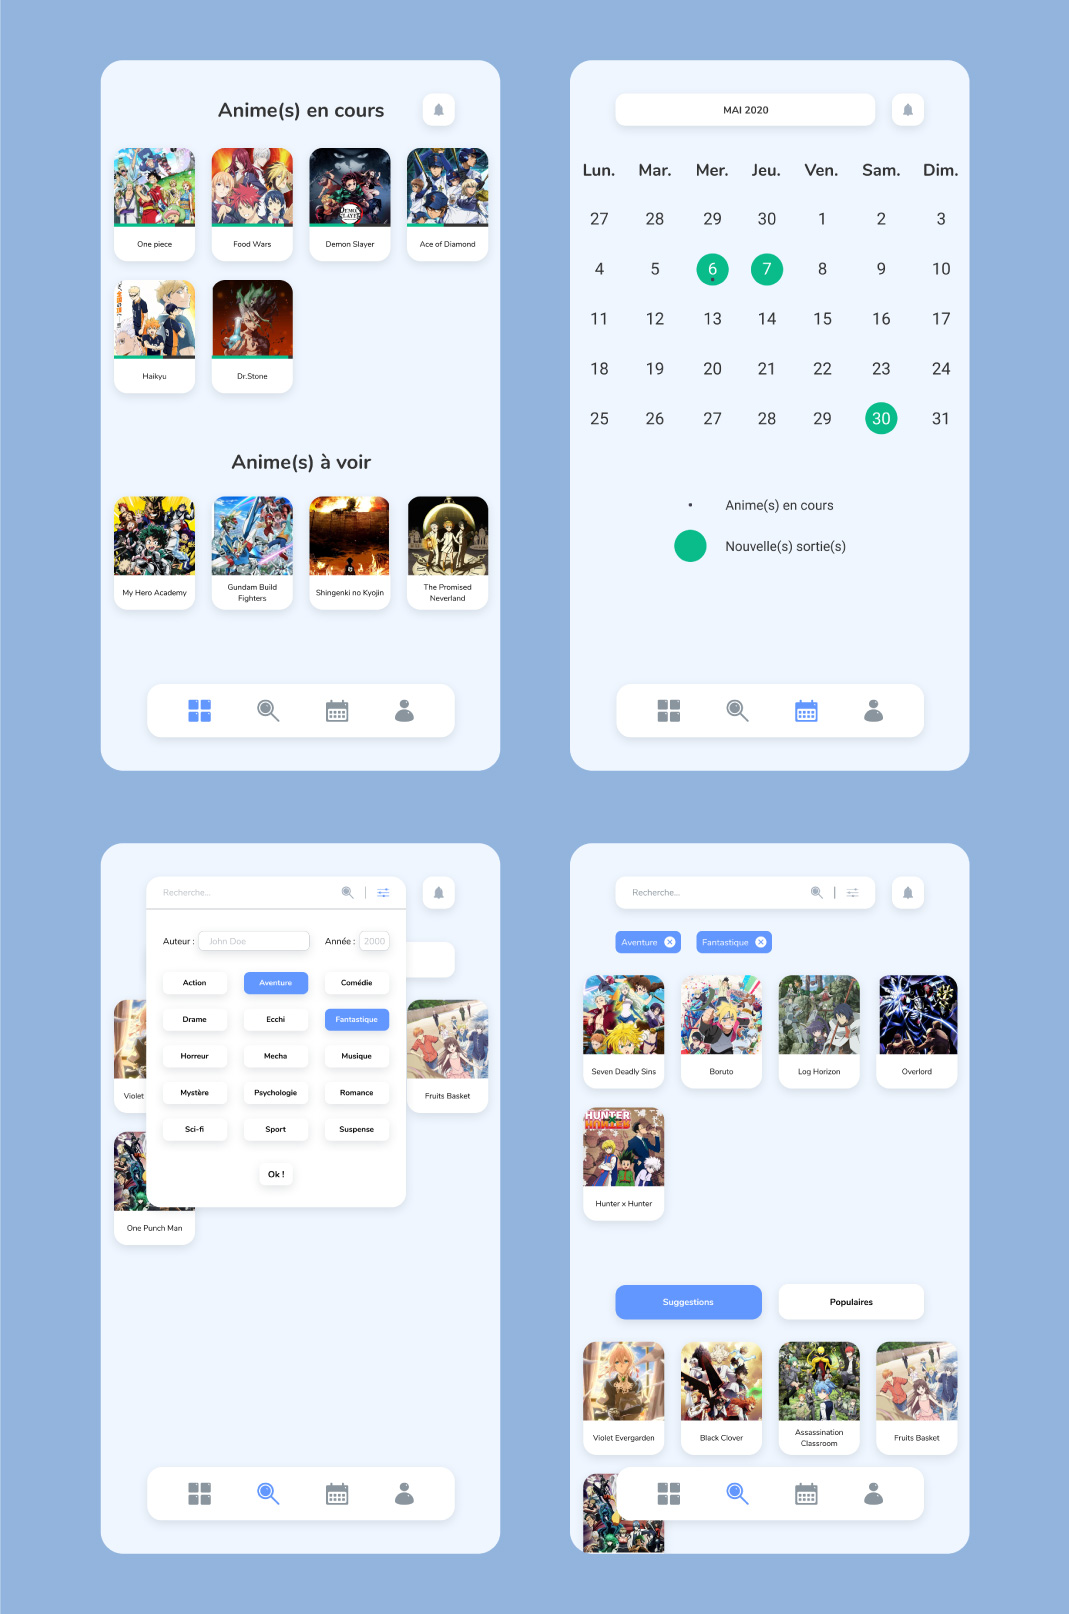 Anime(s) en cours
One piece
Food Wars
Demon Slayer
Ace of Diamond
Haikyu
Dr.Stone
Anime(s) à voir
My Hero Academy
Gundam Build
Fighters
Shingenki no Kyojin
The Promised
Neverland
MAI 2020
Lun. Mar. Mer. Jeu. Ven. Sam. Dim.
27 28 29 30 1 2 3
4 5 6 7 8 9 10
11 12 13 14 15 16 17
18 19 20 21 22 23 24
25 26 27 28 29 30 31
Anime(s) en cours
Nouvelle(s) sortie(s)
Recherche...
Auteur : John Doe Année : 2000
Action Aventure Comédie
Drame Ecchi Fantastique
Horreur Mecha Musique
Mystère Psychologie Romance
Sci-fi Sport Suspense
Ok !
Violet
Fruits Basket
One Punch Man
Recherche...
Aventure
Fantastique
Seven Deadly Sins
Boruto
Log Horizon
Overlord
HUNTER
HUNTER
Hunter x Hunter
Suggestions
Populaires
Violet Evergarden
Black Clover
Assassination
Classroom
Fruits Basket